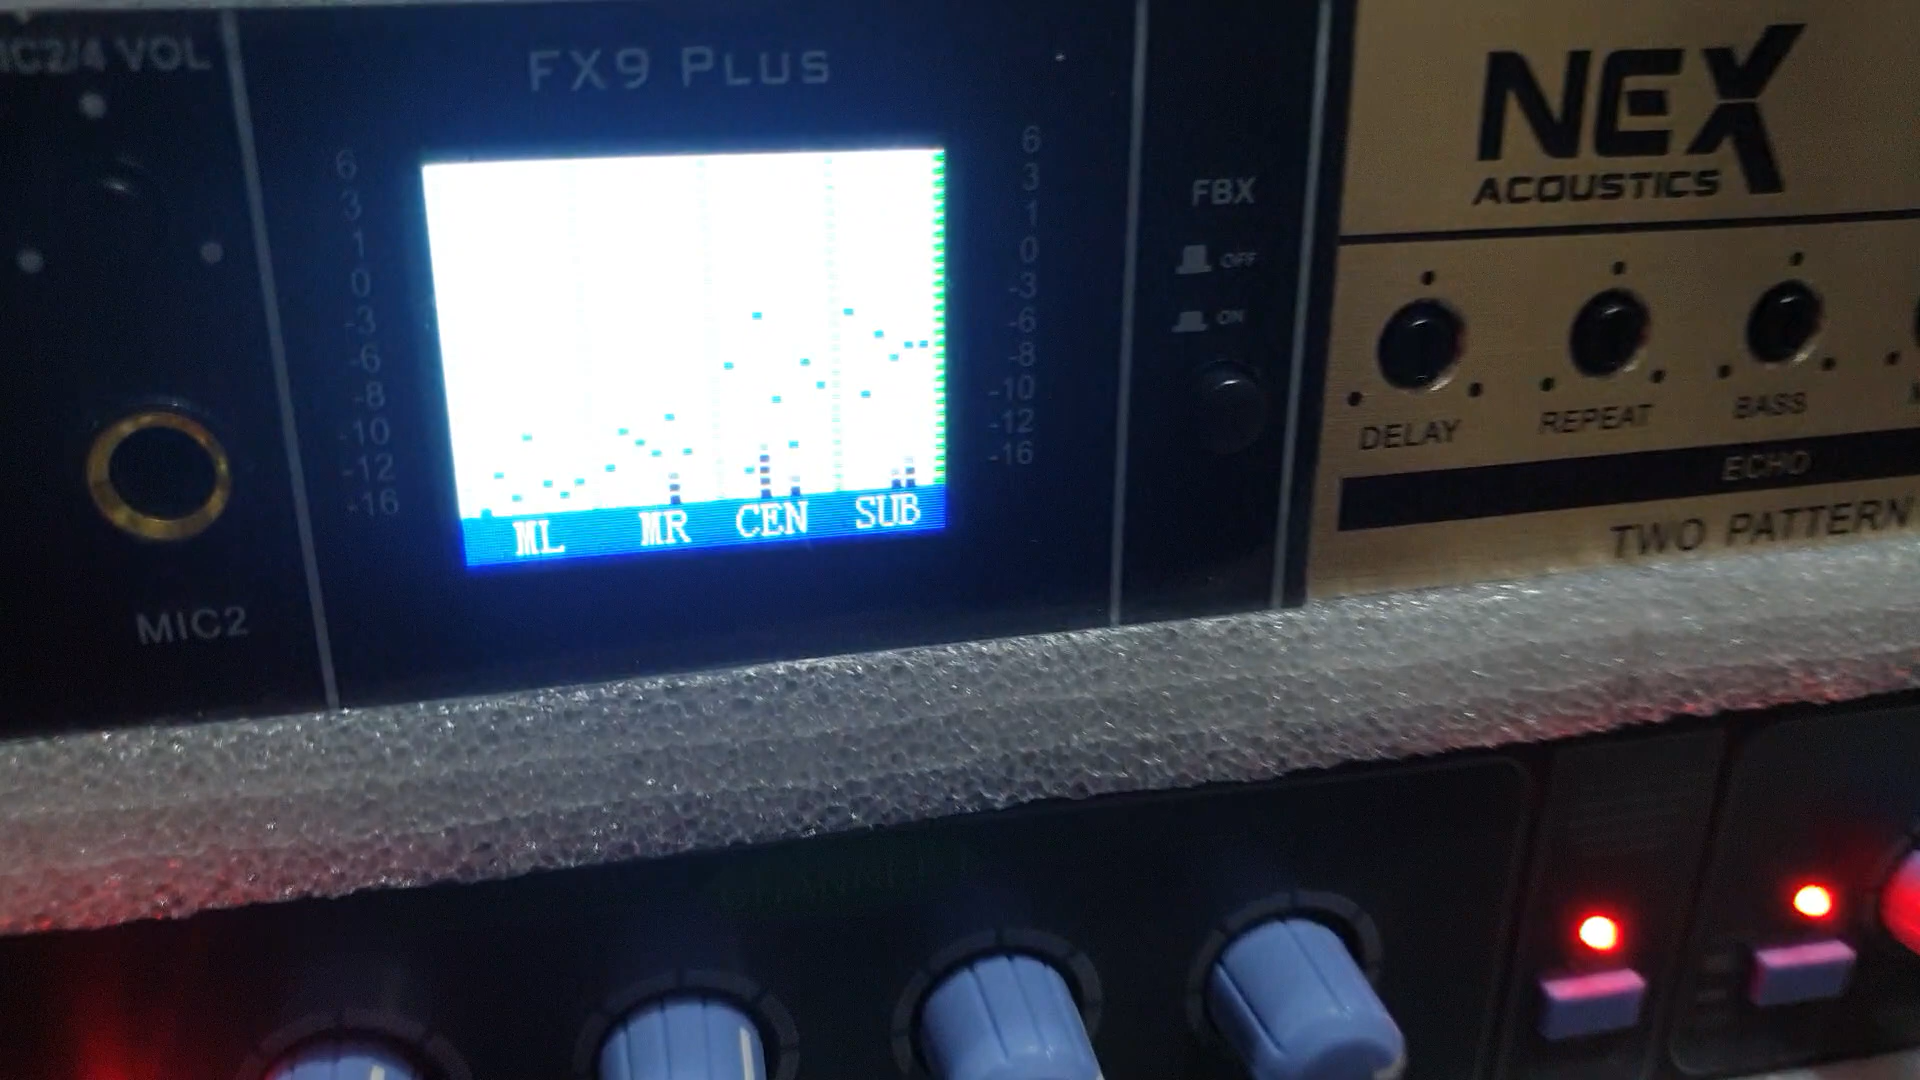 MIC2/4 VOL
FX9 PLUS
6
3
1
0
-3
-6
-8
-10
-12
-16
ML MR CEN SUB
6
3
1
0
-3
-6
-8
-10
-12
-16
MIC2
FBX
OFF
ON
NEX
ACOUSTICS
DELAY REPEAT BASS
ECHO
TWO PATTERN